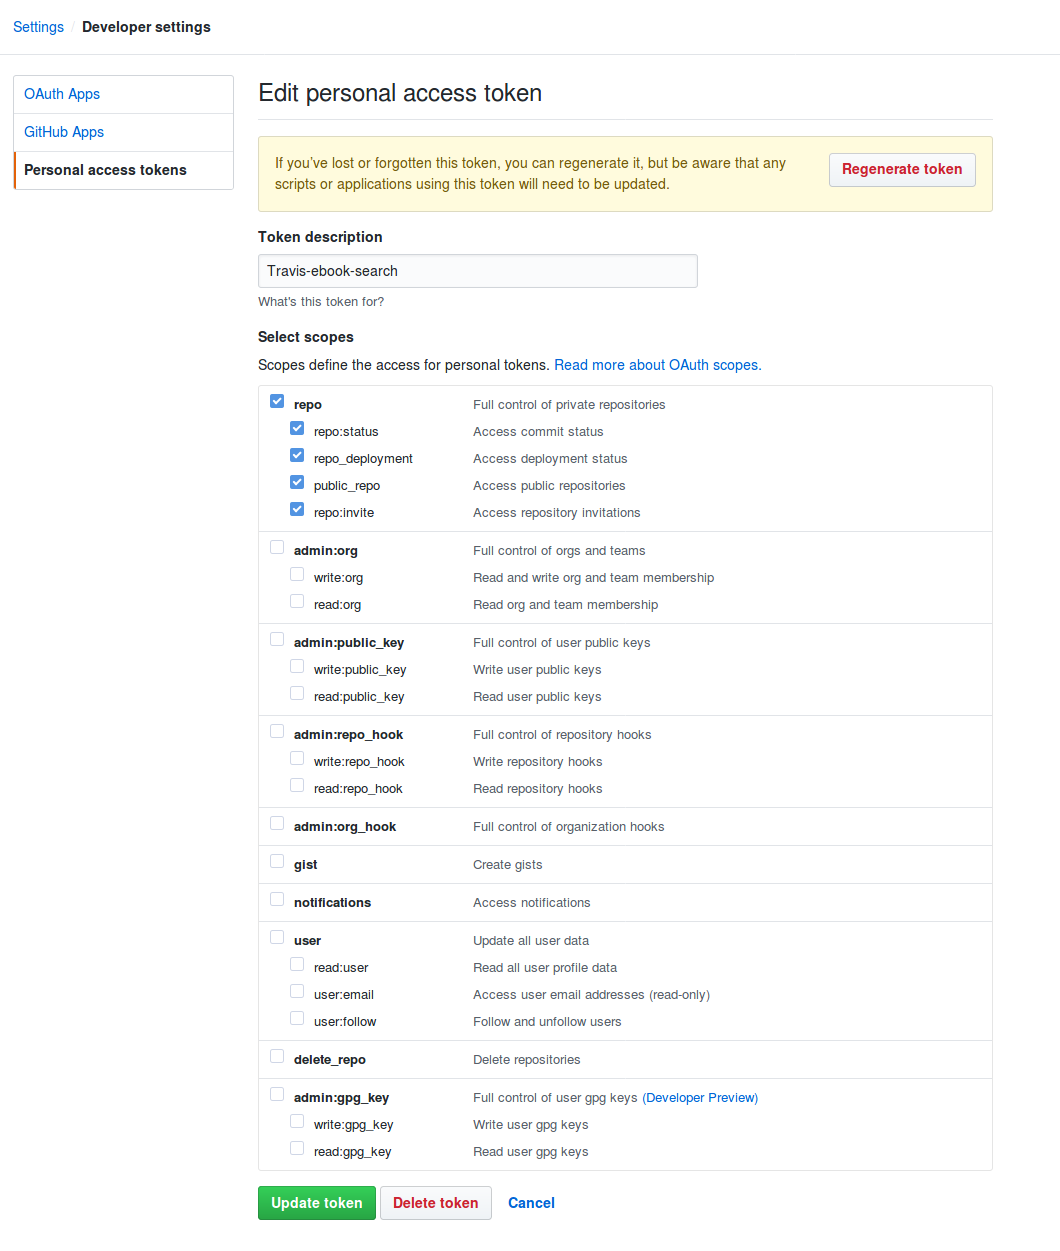 Settings / Developer settings
OAuth Apps
GitHub Apps
Personal access tokens
Edit personal access token
If you've lost or forgotten this token, you can regenerate it, but be aware that any
scripts or applications using this token will need to be updated.
Regenerate token
Token description
Travis-ebook-search
What's this token for?
Select scopes
Scopes define the access for personal tokens. Read more about OAuth scopes.
repo Full control of private repositories
repo:status Access commit status
repo_deployment Access deployment status
public_repo Access public repositories
repo:invite Access repository invitations
admin:org Full control of orgs and teams
write:org Read and write org and team membership
read:org Read org and team membership
admin:public_key Full control of user public keys
write:public_key Write user public keys
read:public_key Read user public keys
admin:repo_hook Full control of repository hooks
write:repo_hook Write repository hooks
read:repo_hook Read repository hooks
admin:org_hook Full control of organization hooks
gist Create gists
notifications Access notifications
user Update all user data
read:user Read all user profile data
user:email Access user email addresses (read-only)
user:follow Follow and unfollow users
delete_repo Delete repositories
admin:gpg_key Full control of user gpg keys (Developer Preview)
write:gpg_key Write user gpg keys
read:gpg_key Read user gpg keys
Update token Delete token Cancel